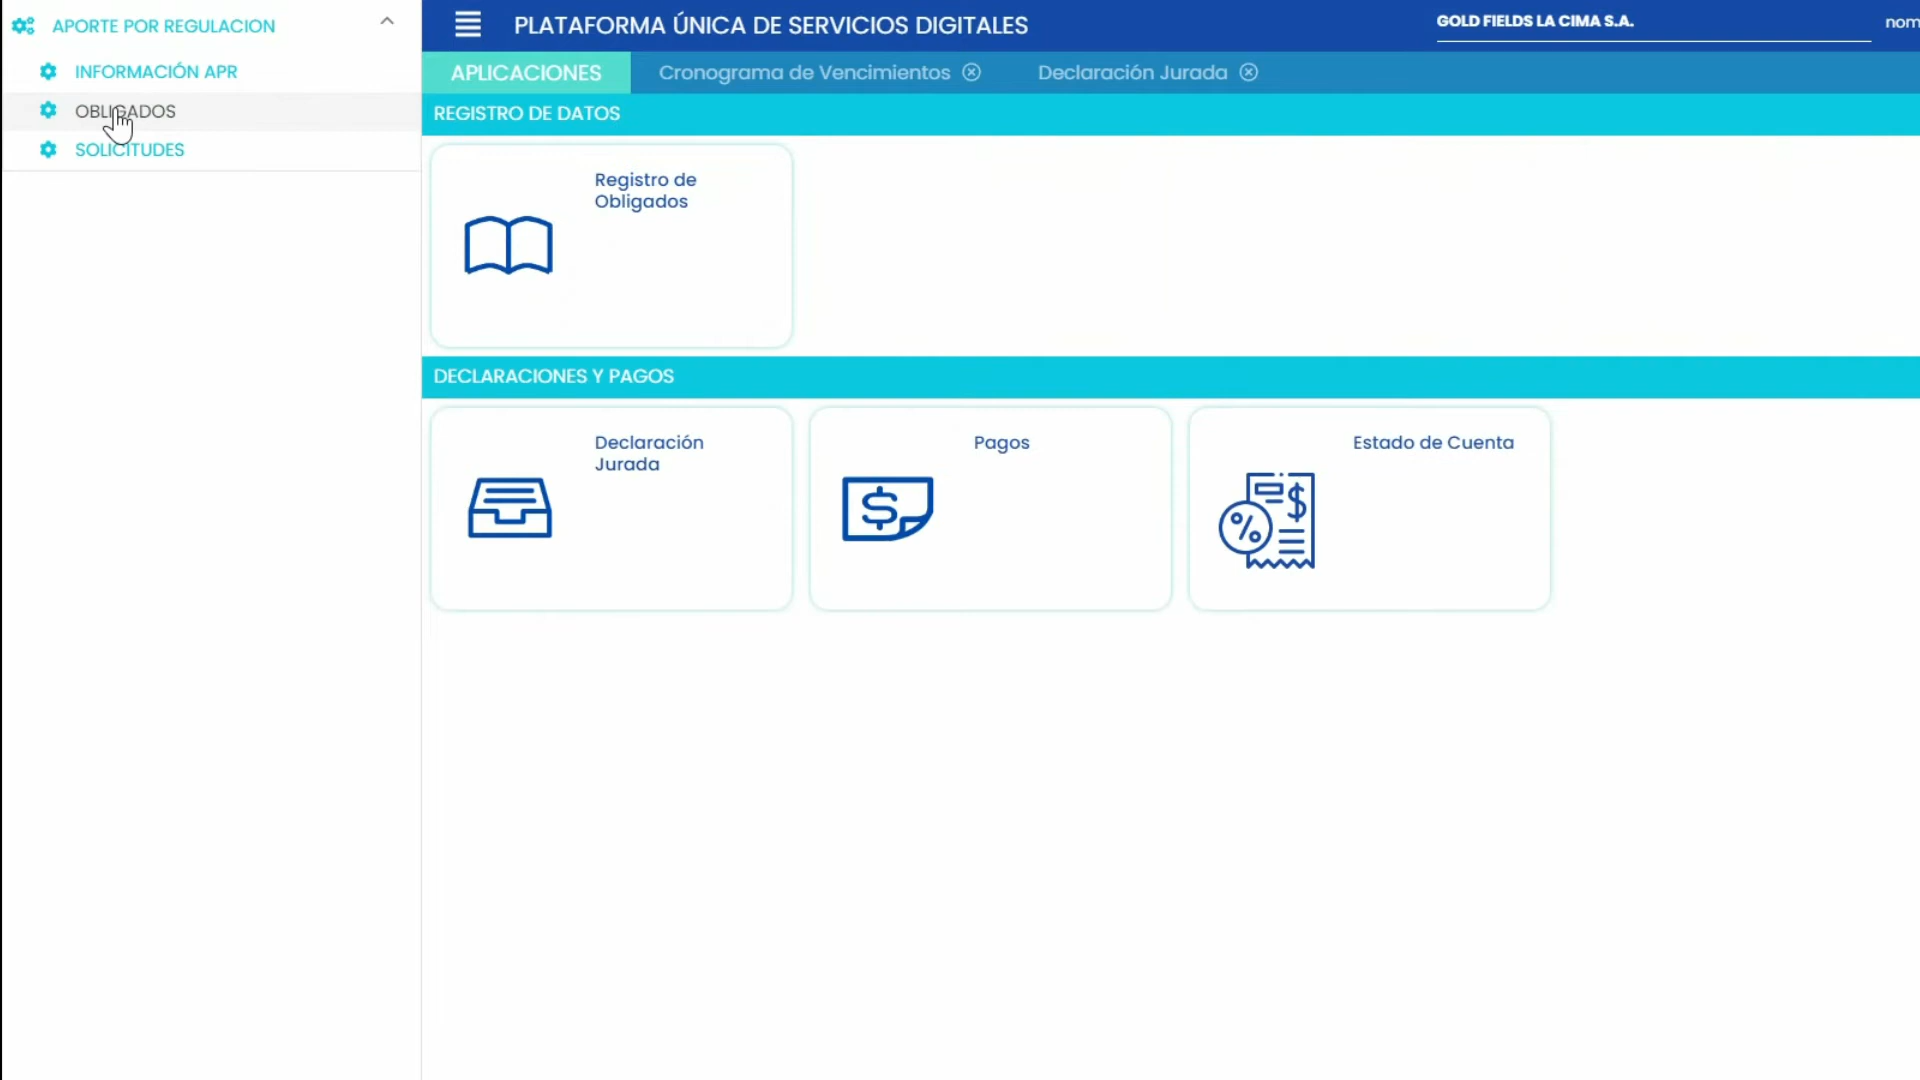 APORTE POR REGULACION
INFORMACIÓN APR
OBLIGADOS
SOLICITUDES
PLATAFORMA ÚNICA DE SERVICIOS DIGITALES
GOLD FIELDS LA CIMA S.A.
nom
APLICACIONES
Cronograma de Vencimientos
Declaración Jurada
REGISTRO DE DATOS
Registro de
Obligados
DECLARACIONES Y PAGOS
Declaración
Jurada
Pagos
Estado de Cuenta